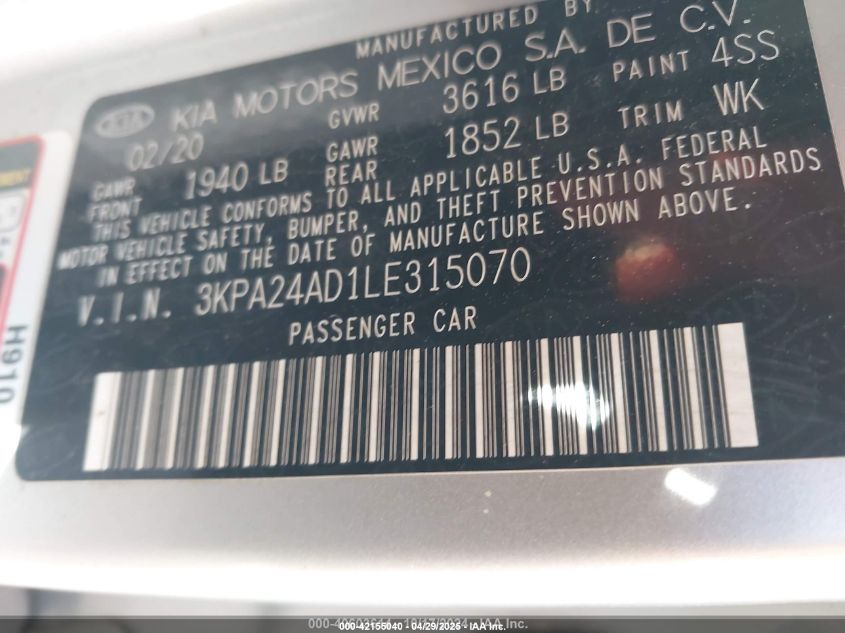 MANUFACTURED BY
KIA KIA MOTORS MEXICO S.A. DE C.V.
02/20 GVWR 3616 LB PAINT 4SS
GAWR FRONT 1940 LB GAWR REAR 1852 LB TRIM WK
THIS VEHICLE CONFORMS TO ALL APPLICABLE U.S.A. FEDERAL
MOTOR VEHICLE SAFETY, BUMPER, AND THEFT PREVENTION STANDARDS
IN EFFECT ON THE DATE OF MANUFACTURE SHOWN ABOVE.
V.I.N. 3KPA24AD1LE315070
PASSENGER CAR
H910
42155040 - 04/29/2026 - IAA Inc.